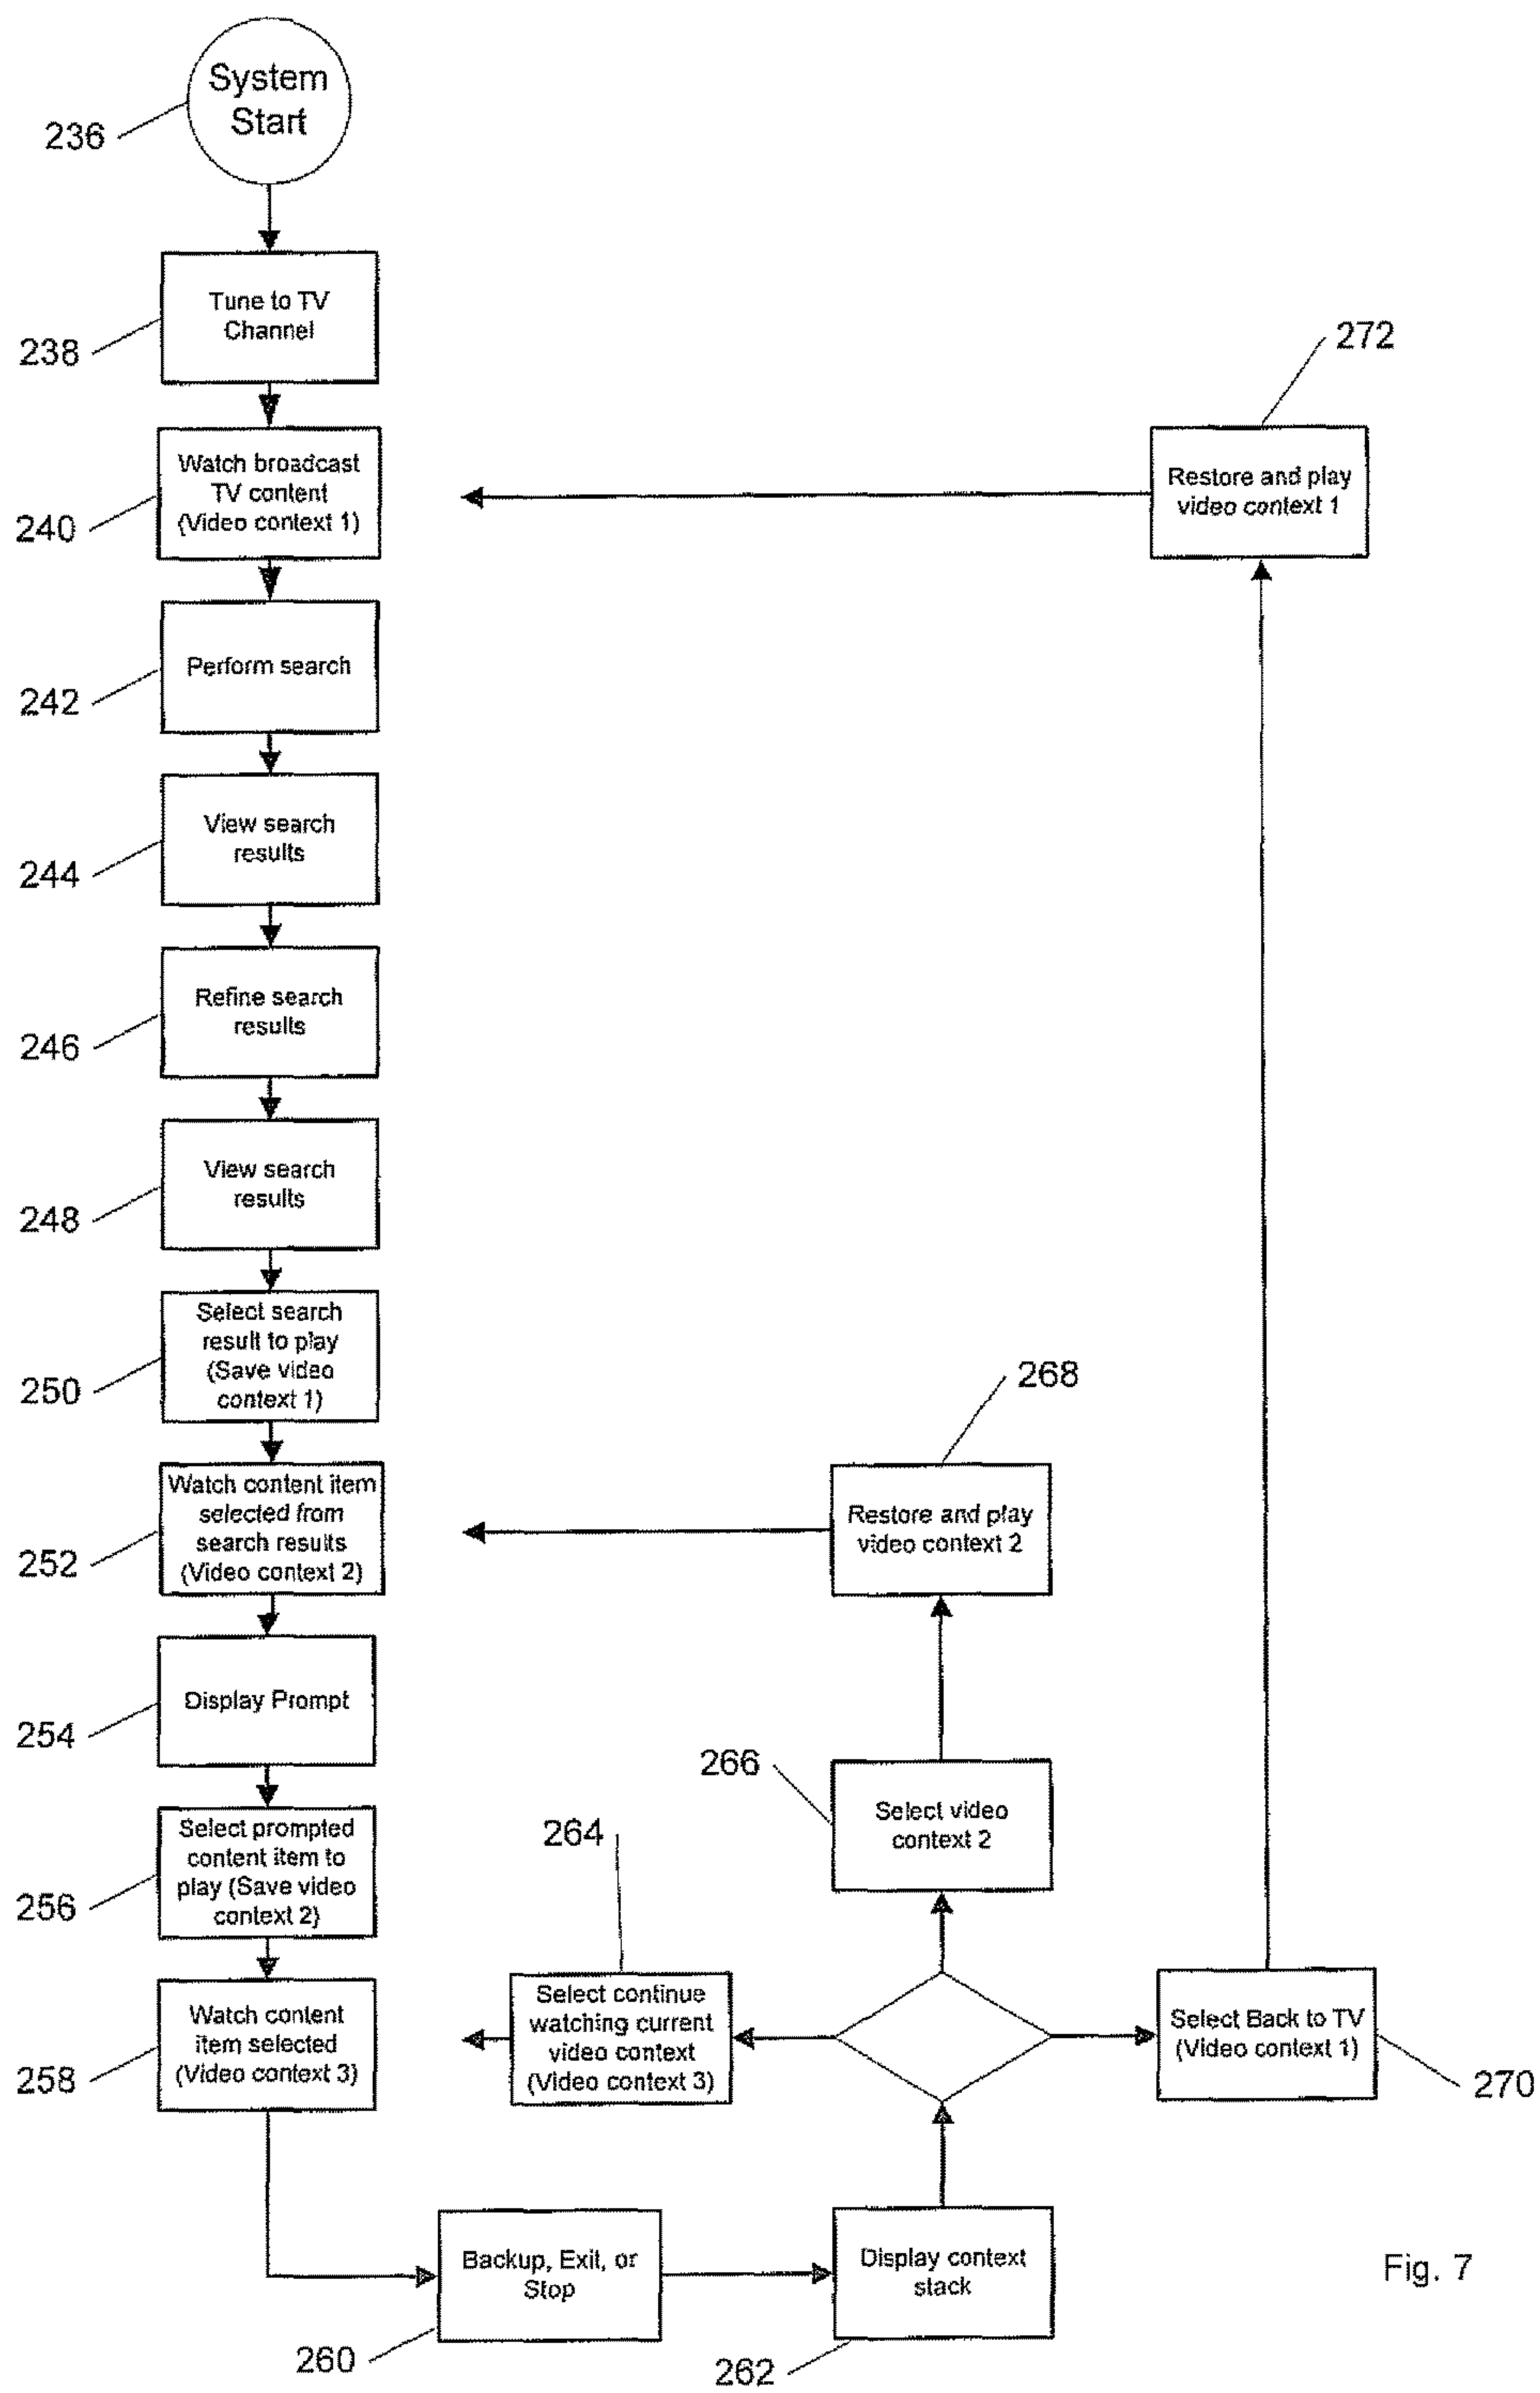 System
Start
236
Tune to TV
Channel
238
272
Watch broadcast
TV content
(Video context 1)
240
Restore and play
video context 1
Perform search
242
View search
results
244
Refine search
results
246
View search
results
248
Select search
result to play
(Save video
context 1)
250
268
Watch content item
selected from
search results
(Video context 2)
252
Restore and play
video context 2
Display Prompt
254
266
Select video
context 2
Select prompted
content item to
play (Save video
context 2)
256
264
Watch content
item selected
(Video context 3)
258
Select continue
watching current
video context
(Video context 3)
Select Back to TV
(Video context 1)
270
Backup, Exit, or
Stop
260
Display context
stack
262
Fig. 7